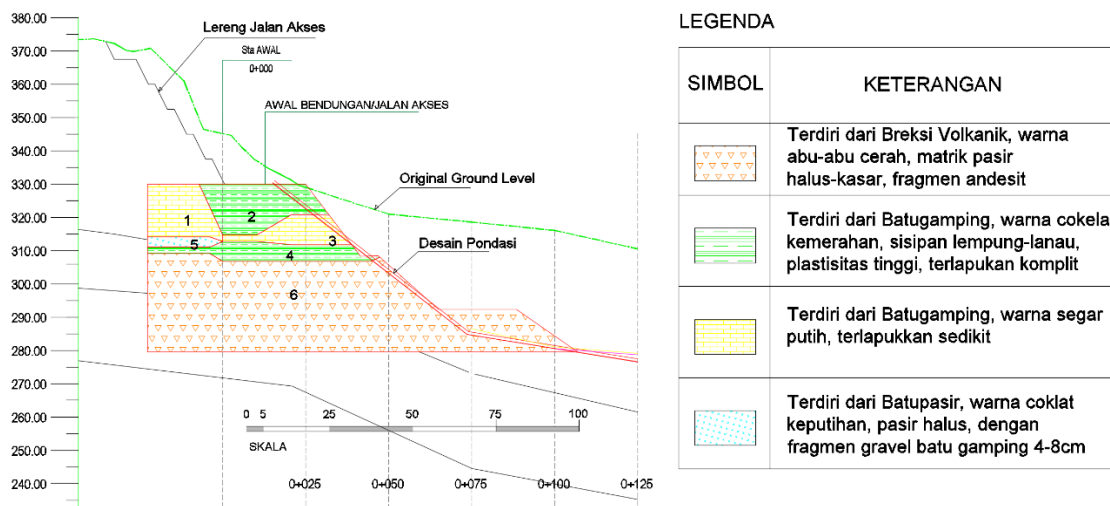 380.00
370.00
360.00
350.00
340.00
330.00
320.00
310.00
300.00
290.00
280.00
270.00
260.00
250.00
240.00
Lereng Jalan Akses
Sta AWAL
0+000
AWAL BENDUNGAN/JALAN AKSES
Original Ground Level
Desain Pondasi
1
2
3
5
4
6
0 5 25 50 75 100
SKALA
0+025 0+050 0+075 0+100 0+125
LEGENDA
SIMBOL KETERANGAN
Terdiri dari Breksi Volkanik, warna
abu-abu cerah, matrik pasir
halus-kasar, fragmen andesit
Terdiri dari Batugamping, warna cokela
kemerahan, sisipan lempung-lanau,
plastisitas tinggi, terlapukan komplit
Terdiri dari Batugamping, warna segar
putih, terlapukkan sedikit
Terdiri dari Batupasir, warna coklat
keputihan, pasir halus, dengan
fragmen gravel batu gamping 4-8cm